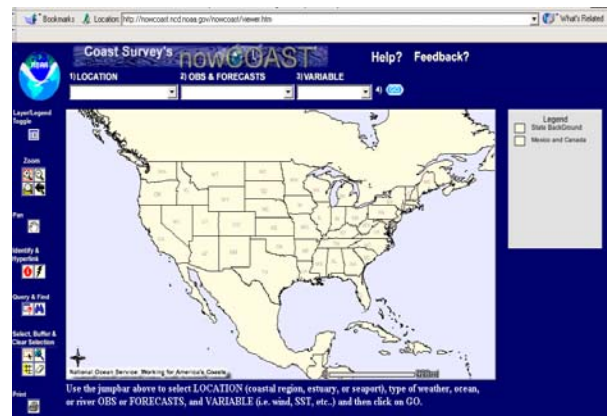 Bookmarks Location: http://nowcoast.ncd.noaa.gov/nowcoast/viewer.htm What's Related
Coast Survey's nowCOAST Help? Feedback?
1) LOCATION 2) OBS & FORECASTS 3) VARIABLE 4) GO
Layer/Legend
Toggle
Zoom
Pan
Identify &
Hyperlink
Query & Find
Select, Buffer &
Clear Selection
Print
Legend
State BackGround
Mexico and Canada
National Ocean Service: Working for America's Coasts
Use the jumpbar to select LOCATION (coastal region, estuary, or seaport), type of weather, ocean,
or river OBS or FORECASTS, and VARIABLE (i.e. wind, SST, etc..) and then click on GO.